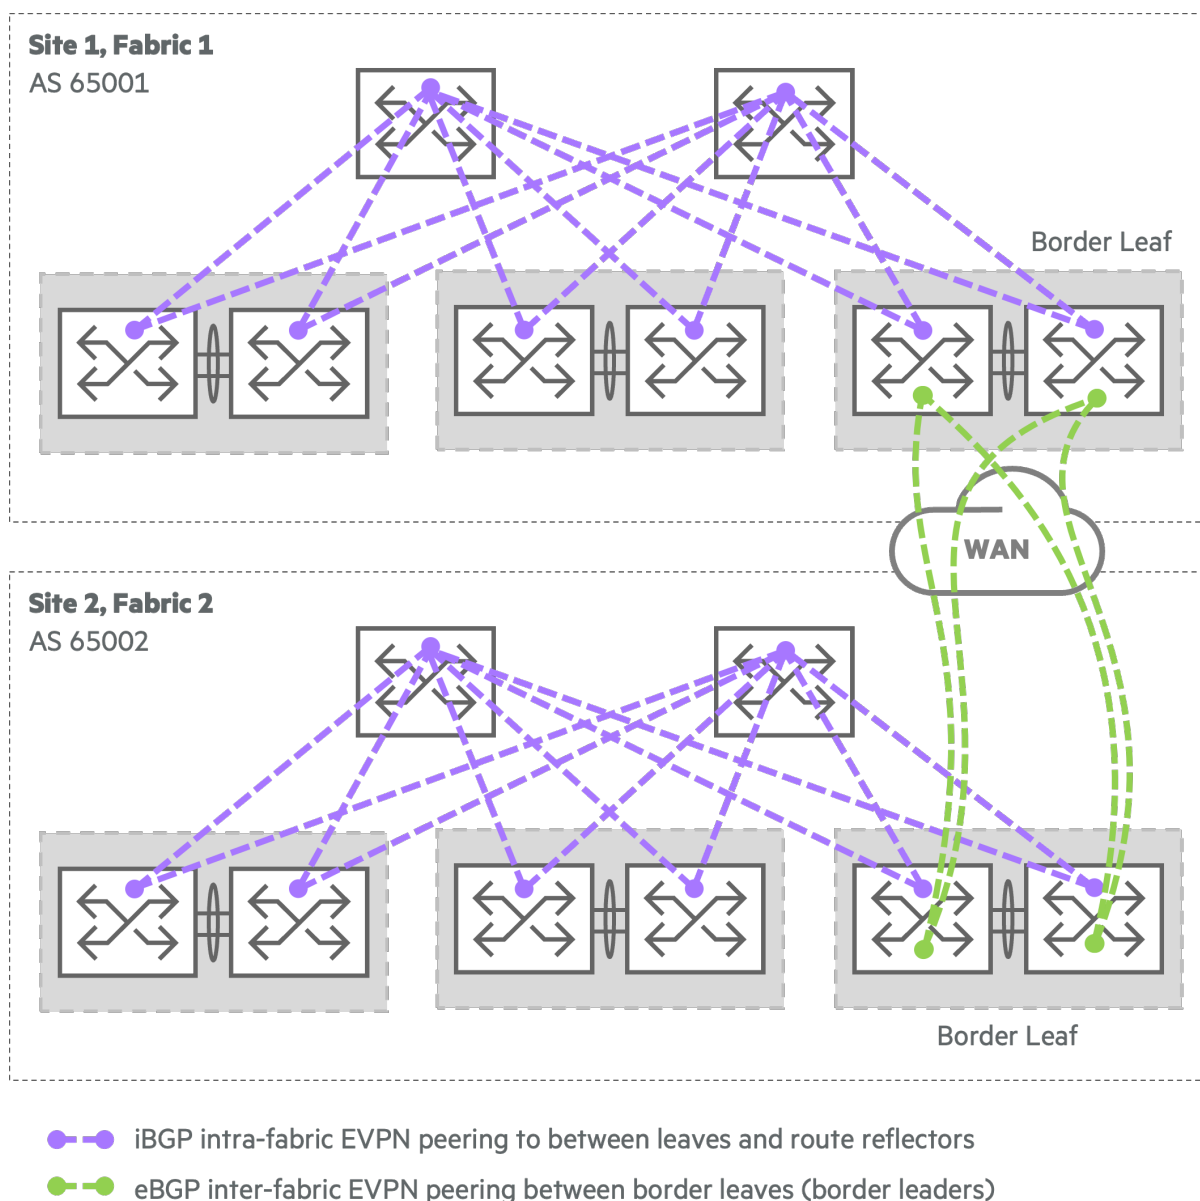 Site 1, Fabric 1
AS 65001
Border Leaf
WAN
Site 2, Fabric 2
AS 65002
Border Leaf
iBGP intra-fabric EVPN peering to between leaves and route reflectors
eBGP inter-fabric EVPN peering between border leaves (border leaders)